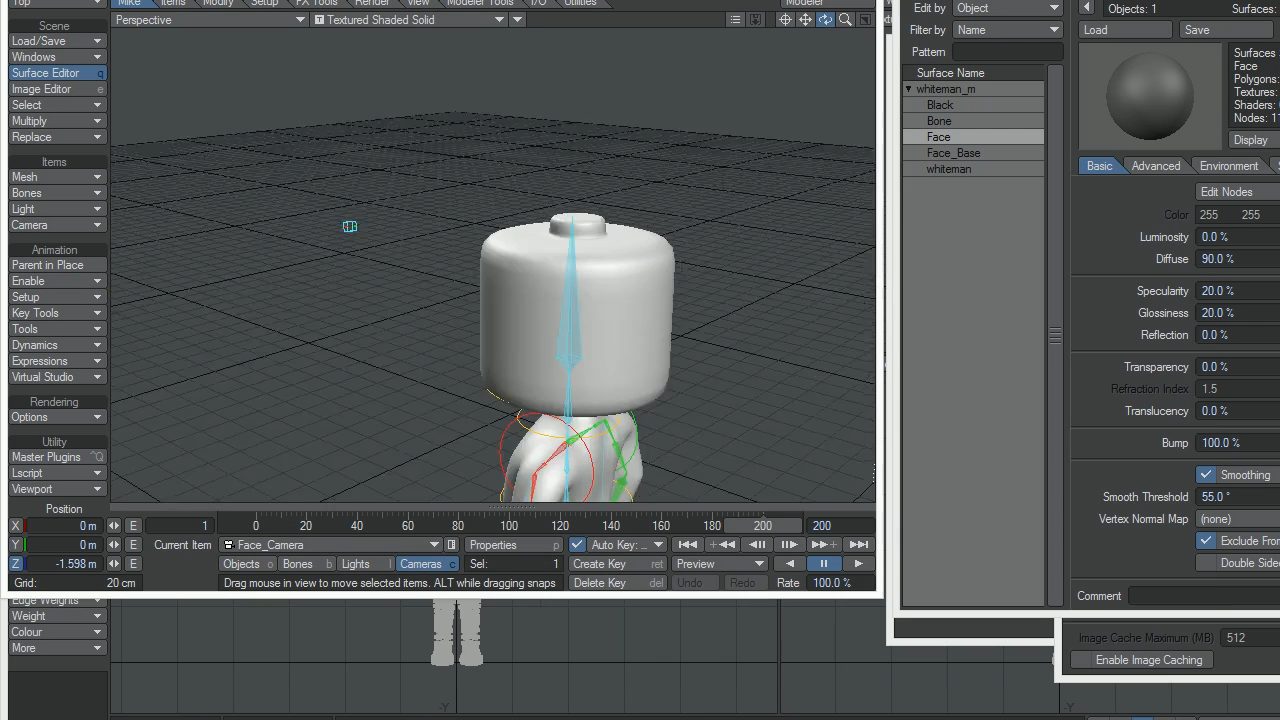 Top
Mike Items Modify Setup FX Tools Render View Modeler Tools I/O Utilities Modeler
Perspective
T Textured Shaded Solid
Scene
Load/Save
Windows
Surface Editor q
Image Editor e
Select
Multiply
Replace
Items
Mesh
Bones
Light
Camera
Animation
Parent in Place
Enable
Setup
Key Tools
Tools
Dynamics
Expressions
Virtual Studio
Rendering
Options
Utility
Master Plugins ^Q
Lscript
Viewport
Position
X 0 m E
Y 0 m E
Z -1.598 m E
Grid: 20 cm
1 0 20 40 60 80 100 120 140 160 180 200 200
Current Item Face_Camera Properties p Auto Key: _
Objects o Bones b Lights l Cameras c Sel: 1 Create Key ret Preview
Drag mouse in view to move selected items. ALT while dragging snaps Delete Key del Undo Redo Rate 100.0 %
Edge Weights
Weight
Colour
More
-Y
-Y
Edit by Object
Filter by Name
Pattern
Surface Name
whiteman_m
Black
Bone
Face
Face_Base
whiteman
Objects: 1 Surfaces:
Load Save
Surfaces
Face
Polygons:
Textures:
Shaders:
Nodes:
Display
Basic Advanced Environment
Edit Nodes
Color 255 255
Luminosity 0.0 %
Diffuse 90.0 %
Specularity 20.0 %
Glossiness 20.0 %
Reflection 0.0 %
Transparency 0.0 %
Refraction Index 1.5
Translucency 0.0 %
Bump 100.0 %
Smoothing
Smooth Threshold 55.0 °
Vertex Normal Map (none)
Exclude From
Double Side
Comment
Image Cache Maximum (MB) 512
Enable Image Caching